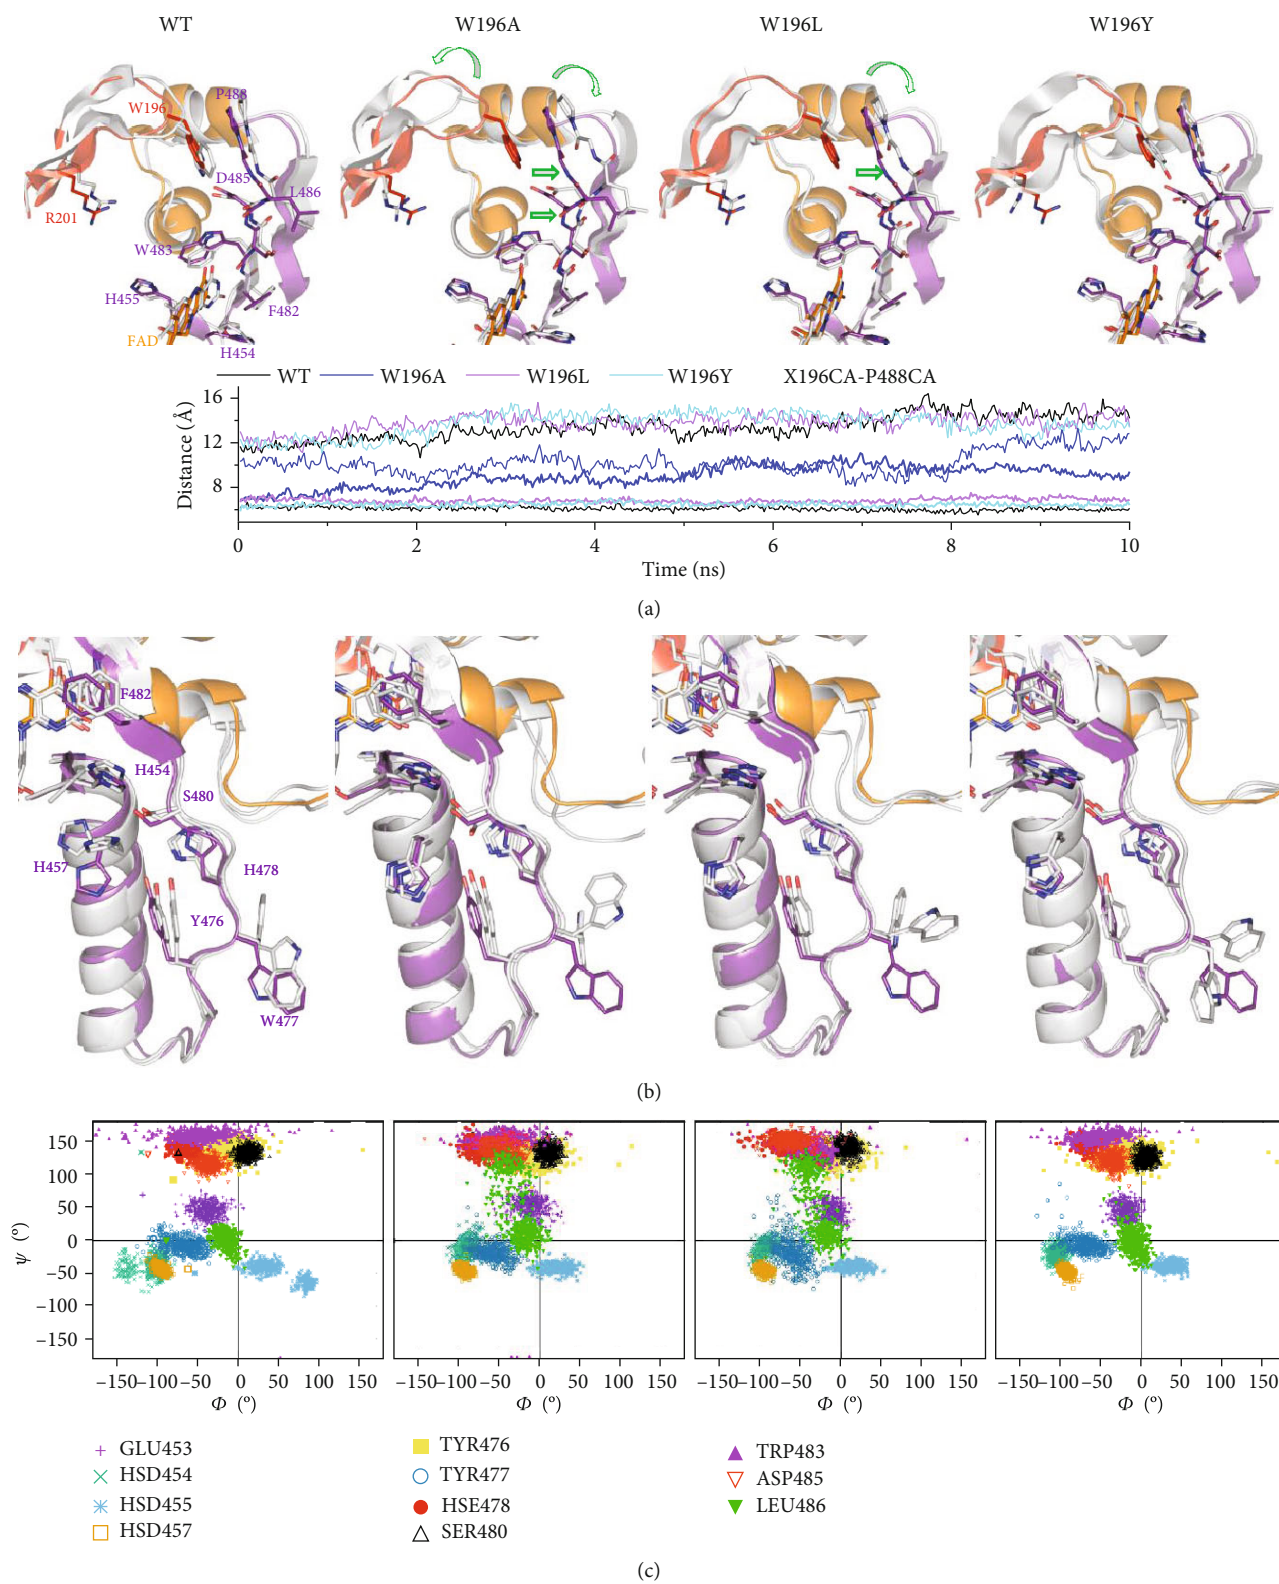 WT W196A W196L W196Y
W196
P488
D485
L486
R201
W483
H455
F482
FAD
H454
WT W196A W196L W196Y X196CA-P488CA
Distance (Å)
16
12
8
0 2 4 6 8 10
Time (ns)
(a)
F482
H454
S480
H457
H478
Y476
W477
(b)
ψ (º)
150
100
50
0
−50
−100
−150
−150 −100 −50 0 50 100 150
−150 −100 −50 0 50 100 150
−150 −100 −50 0 50 100 150
−150 −100 −50 0 50 100 150
Φ (º) Φ (º) Φ (º) Φ (º)
GLU453
HSD454
HSD455
HSD457
TYR476
TYR477
HSE478
SER480
TRP483
ASP485
LEU486
(c)